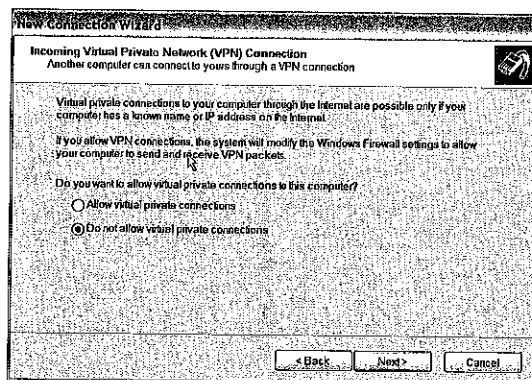 New Connection Wizard
Incoming Virtual Private Network (VPN) Connection
Another computer can connect to yours through a VPN connection
Virtual private connections to your computer through the Internet are possible only if your
computer has a known name or IP address on the Internet.
If you allow VPN connections, the system will modify the Windows Firewall settings to allow
your computer to send and receive VPN packets.
Do you want to allow virtual private connections to this computer?
Allow virtual private connections
Do not allow virtual private connections
< Back
Next >
Cancel